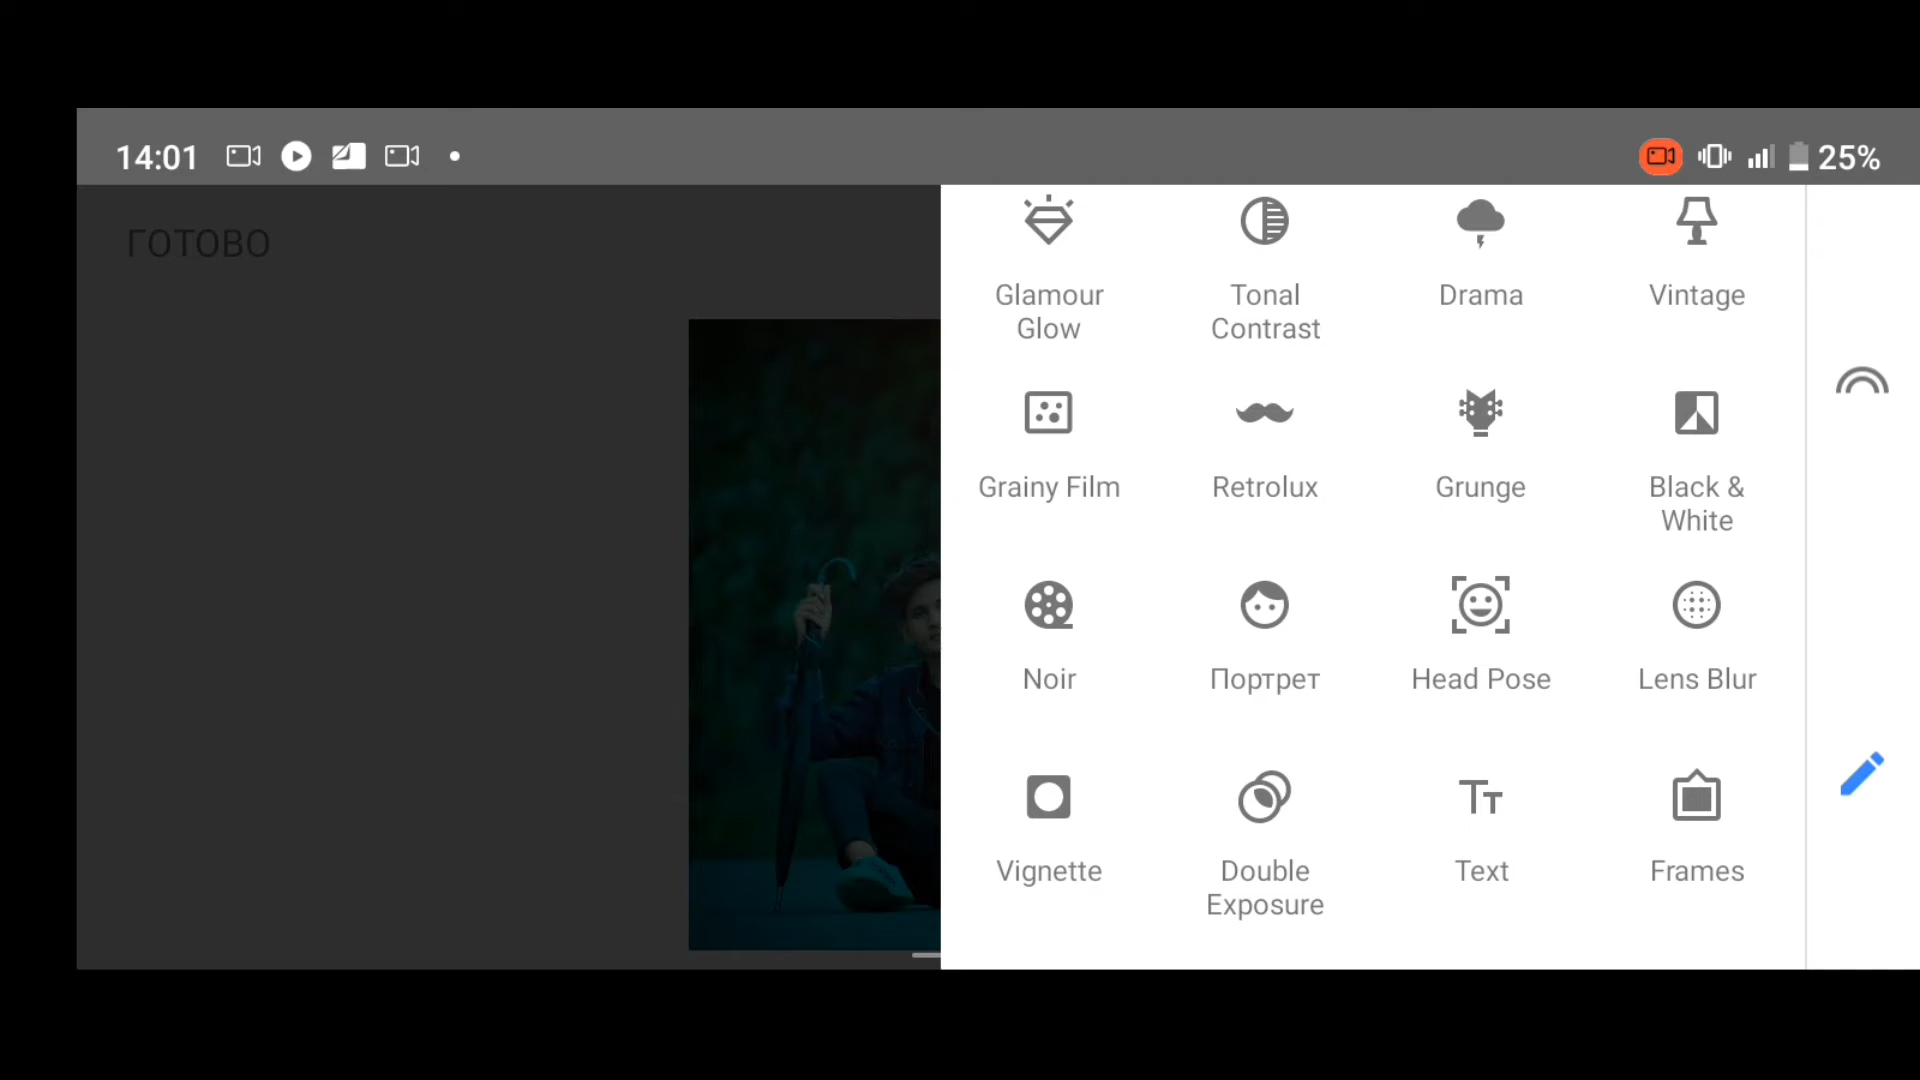 14:01
25%
ГОТОВО
Glamour
Glow
Tonal
Contrast
Drama
Vintage
Grainy Film
Retrolux
Grunge
Black &
White
Noir
Портрет
Head Pose
Lens Blur
Vignette
Double
Exposure
Text
Frames